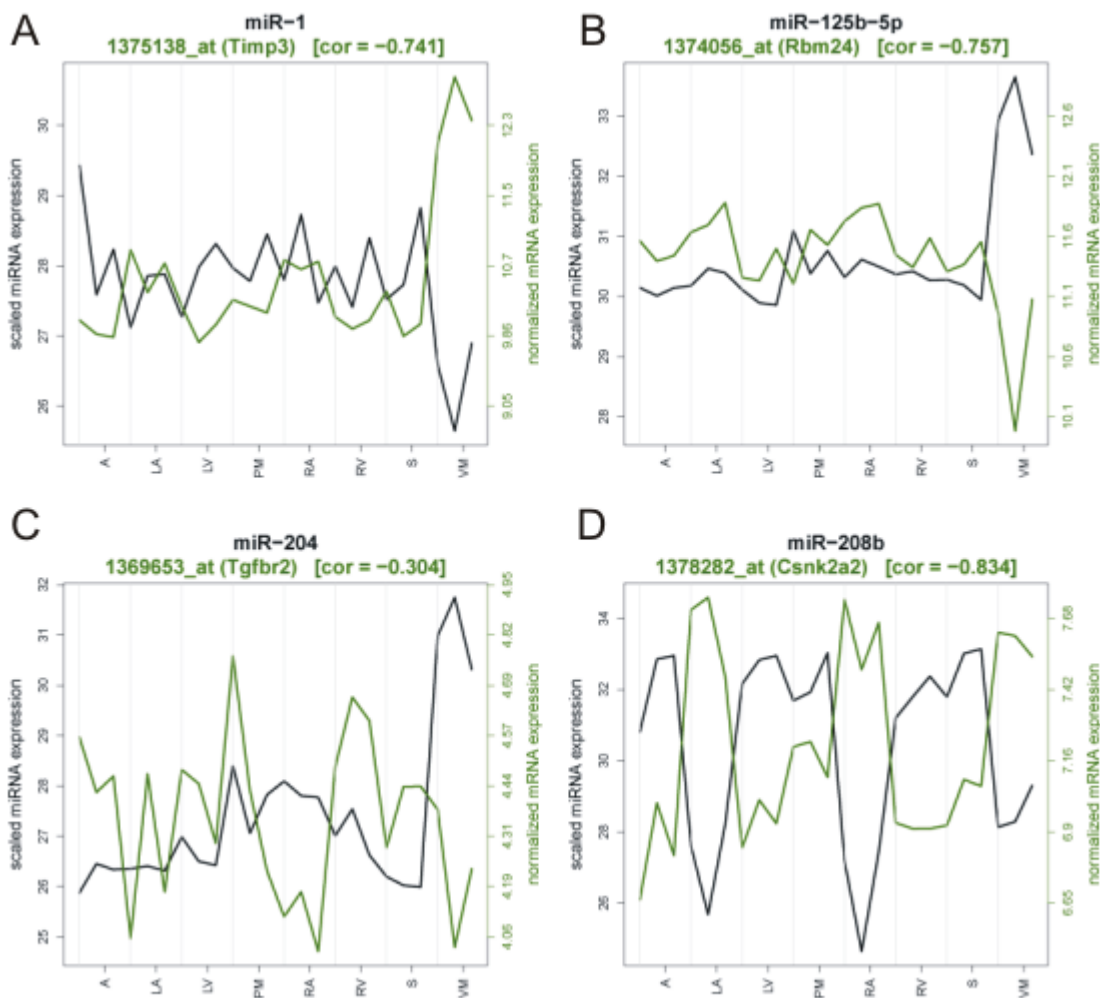 A
miR−1
1375138_at (Timp3) [cor = −0.741]
scaled miRNA expression
30
29
28
27
26
12.3
11.5
10.7
9.86
9.05
normalized mRNA expression
A LA LV PM RA RV S VM
B
miR−125b−5p
1374056_at (Rbm24) [cor = −0.757]
scaled miRNA expression
33
32
31
30
29
28
12.6
12.1
11.6
11.1
10.6
10.1
normalized mRNA expression
A LA LV PM RA RV S VM
C
miR−204
1369653_at (Tgfbr2) [cor = −0.304]
scaled miRNA expression
32
31
30
29
28
27
26
25
4.95
4.82
4.69
4.57
4.44
4.31
4.19
4.06
normalized mRNA expression
A LA LV PM RA RV S VM
D
miR−208b
1378282_at (Csnk2a2) [cor = −0.834]
scaled miRNA expression
34
32
30
28
26
7.68
7.42
7.16
6.9
6.65
normalized mRNA expression
A LA LV PM RA RV S VM